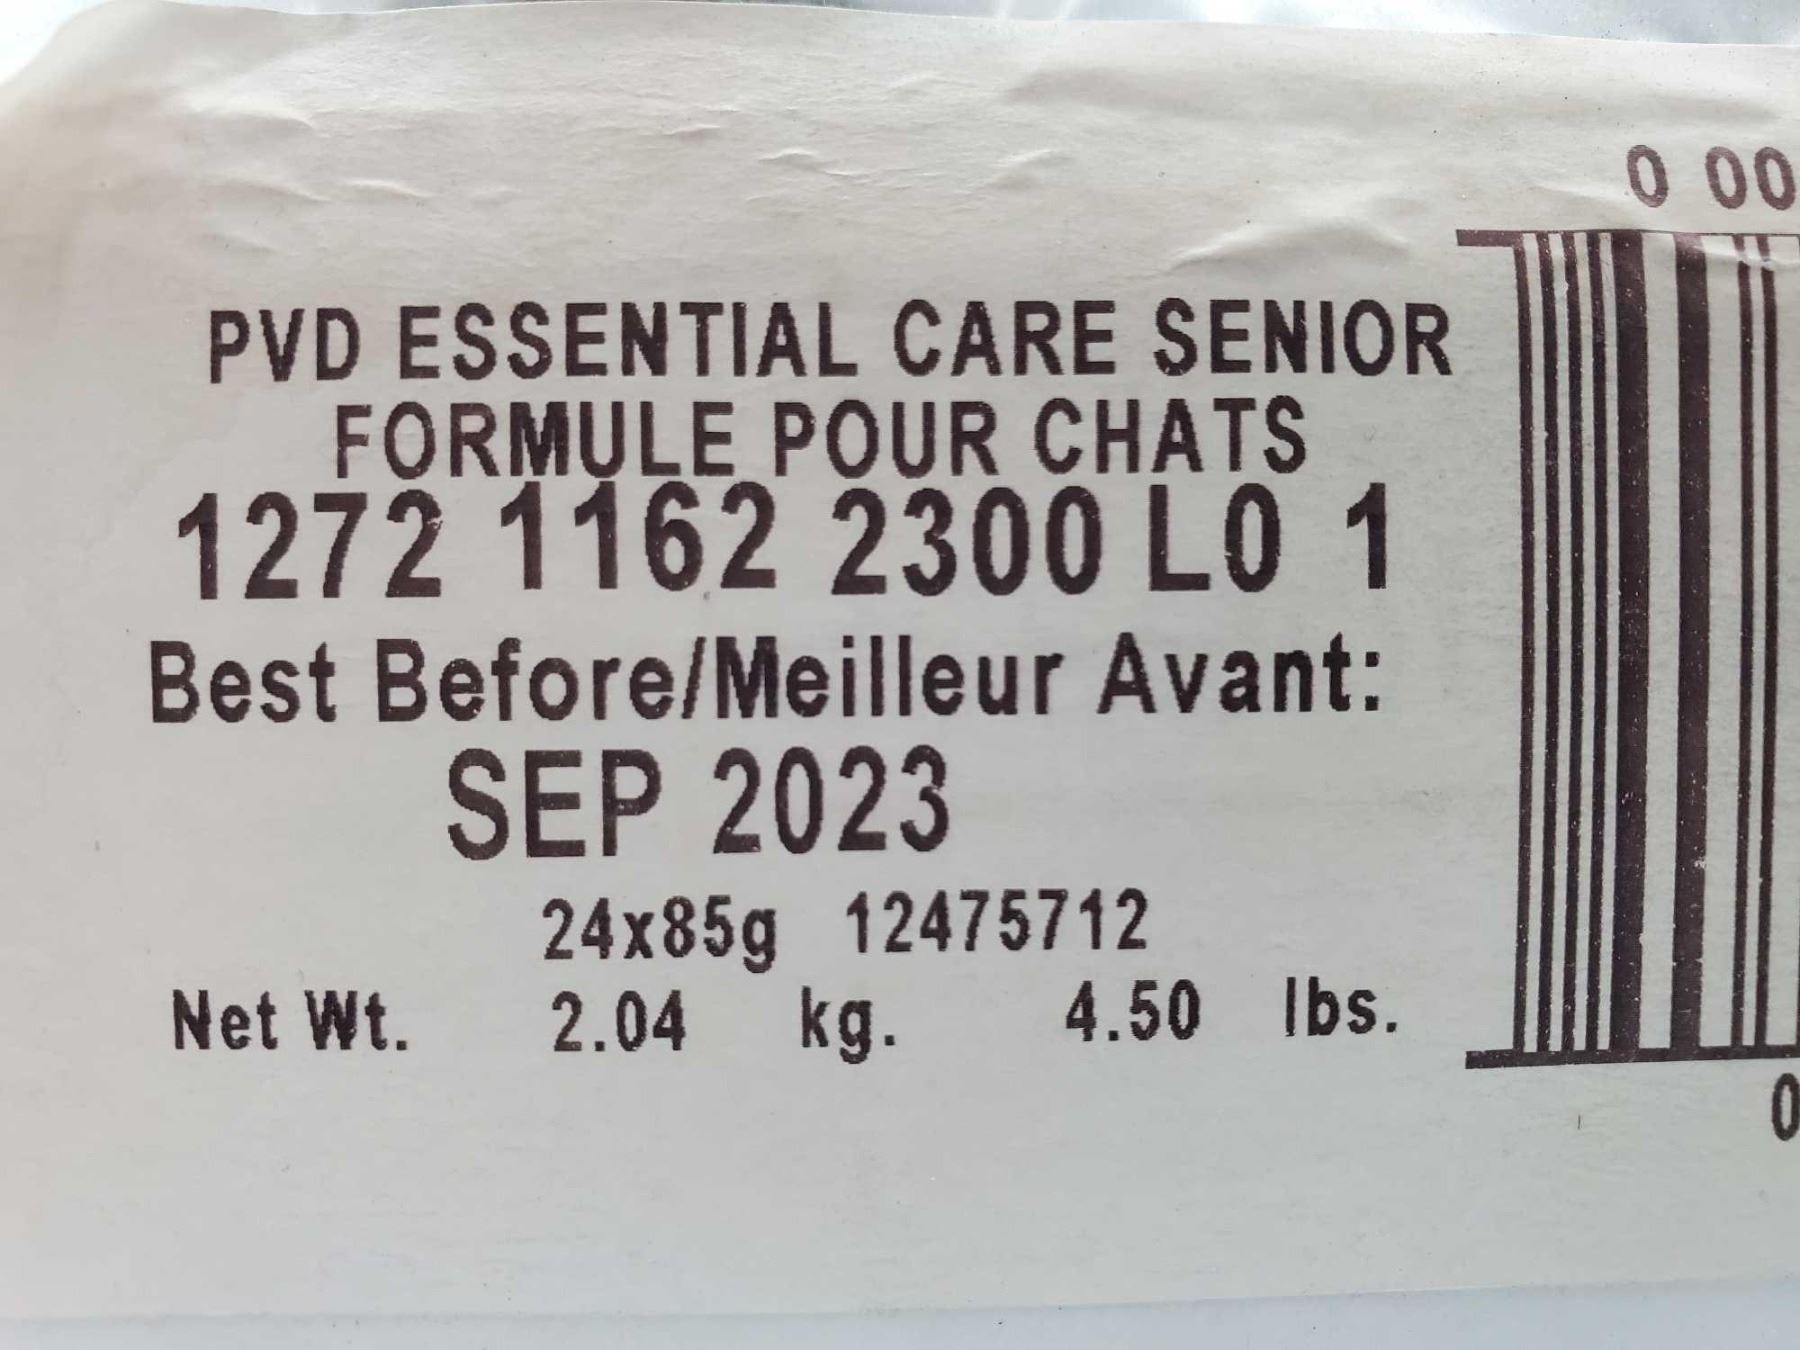 0 00
PVD ESSENTIAL CARE SENIOR
FORMULE POUR CHATS
1272 1162 2300 L0 1
Best Before/Meilleur Avant:
SEP 2023
24x85g 12475712
Net Wt. 2.04 kg. 4.50 lbs.
0